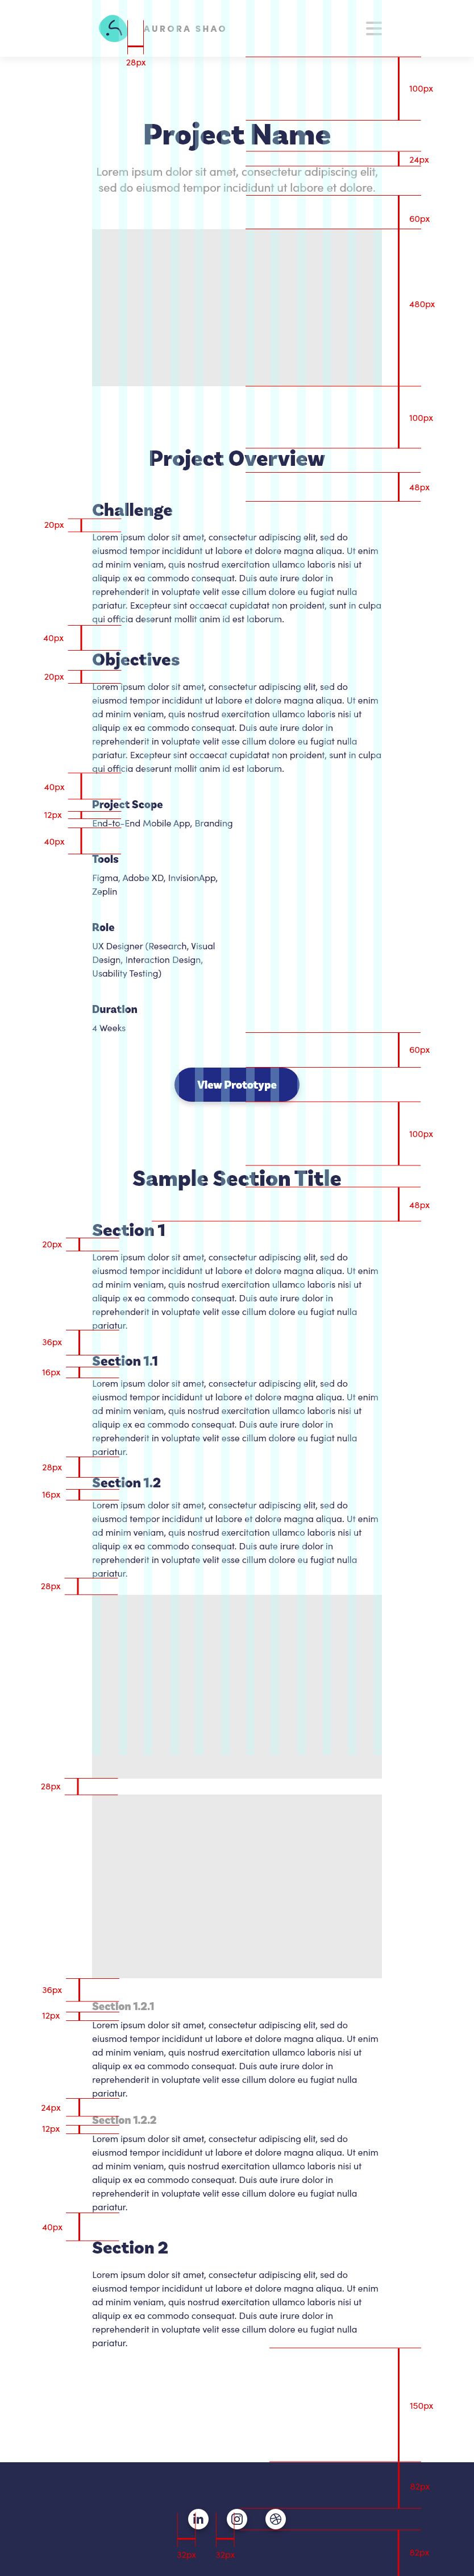 AURORA SHAO
28px
100px
Project Name
24px
Lorem ipsum dolor sit amet, consectetur adipiscing elit,
sed do eiusmod tempor incididunt ut labore et dolore.
60px
480px
100px
Project Overview
48px
Challenge
20px
Lorem ipsum dolor sit amet, consectetur adipiscing elit, sed do
eiusmod tempor incididunt ut labore et dolore magna aliqua. Ut enim
ad minim veniam, quis nostrud exercitation ullamco laboris nisi ut
aliquip ex ea commodo consequat. Duis aute irure dolor in
reprehenderit in voluptate velit esse cillum dolore eu fugiat nulla
pariatur. Excepteur sint occaecat cupidatat non proident, sunt in culpa
qui officia deserunt mollit anim id est laborum.
40px
Objectives
20px
Lorem ipsum dolor sit amet, consectetur adipiscing elit, sed do
eiusmod tempor incididunt ut labore et dolore magna aliqua. Ut enim
ad minim veniam, quis nostrud exercitation ullamco laboris nisi ut
aliquip ex ea commodo consequat. Duis aute irure dolor in
reprehenderit in voluptate velit esse cillum dolore eu fugiat nulla
pariatur. Excepteur sint occaecat cupidatat non proident, sunt in culpa
qui officia deserunt mollit anim id est laborum.
40px
Project Scope
12px
End-to-End Mobile App, Branding
40px
Tools
Figma, Adobe XD, InvisionApp,
Zeplin
Role
UX Designer (Research, Visual
Design, Interaction Design,
Usability Testing)
Duration
4 Weeks
60px
View Prototype
100px
Sample Section Title
48px
Section 1
20px
Lorem ipsum dolor sit amet, consectetur adipiscing elit, sed do
eiusmod tempor incididunt ut labore et dolore magna aliqua. Ut enim
ad minim veniam, quis nostrud exercitation ullamco laboris nisi ut
aliquip ex ea commodo consequat. Duis aute irure dolor in
reprehenderit in voluptate velit esse cillum dolore eu fugiat nulla
pariatur.
36px
Section 1.1
16px
Lorem ipsum dolor sit amet, consectetur adipiscing elit, sed do
eiusmod tempor incididunt ut labore et dolore magna aliqua. Ut enim
ad minim veniam, quis nostrud exercitation ullamco laboris nisi ut
aliquip ex ea commodo consequat. Duis aute irure dolor in
reprehenderit in voluptate velit esse cillum dolore eu fugiat nulla
pariatur.
28px
Section 1.2
16px
Lorem ipsum dolor sit amet, consectetur adipiscing elit, sed do
eiusmod tempor incididunt ut labore et dolore magna aliqua. Ut enim
ad minim veniam, quis nostrud exercitation ullamco laboris nisi ut
aliquip ex ea commodo consequat. Duis aute irure dolor in
reprehenderit in voluptate velit esse cillum dolore eu fugiat nulla
pariatur.
28px
28px
36px
Section 1.2.1
12px
Lorem ipsum dolor sit amet, consectetur adipiscing elit, sed do
eiusmod tempor incididunt ut labore et dolore magna aliqua. Ut enim
ad minim veniam, quis nostrud exercitation ullamco laboris nisi ut
aliquip ex ea commodo consequat. Duis aute irure dolor in
reprehenderit in voluptate velit esse cillum dolore eu fugiat nulla
pariatur.
24px
Section 1.2.2
12px
Lorem ipsum dolor sit amet, consectetur adipiscing elit, sed do
eiusmod tempor incididunt ut labore et dolore magna aliqua. Ut enim
ad minim veniam, quis nostrud exercitation ullamco laboris nisi ut
aliquip ex ea commodo consequat. Duis aute irure dolor in
reprehenderit in voluptate velit esse cillum dolore eu fugiat nulla
pariatur.
40px
Section 2
Lorem ipsum dolor sit amet, consectetur adipiscing elit, sed do
eiusmod tempor incididunt ut labore et dolore magna aliqua. Ut enim
ad minim veniam, quis nostrud exercitation ullamco laboris nisi ut
aliquip ex ea commodo consequat. Duis aute irure dolor in
reprehenderit in voluptate velit esse cillum dolore eu fugiat nulla
pariatur.
150px
in